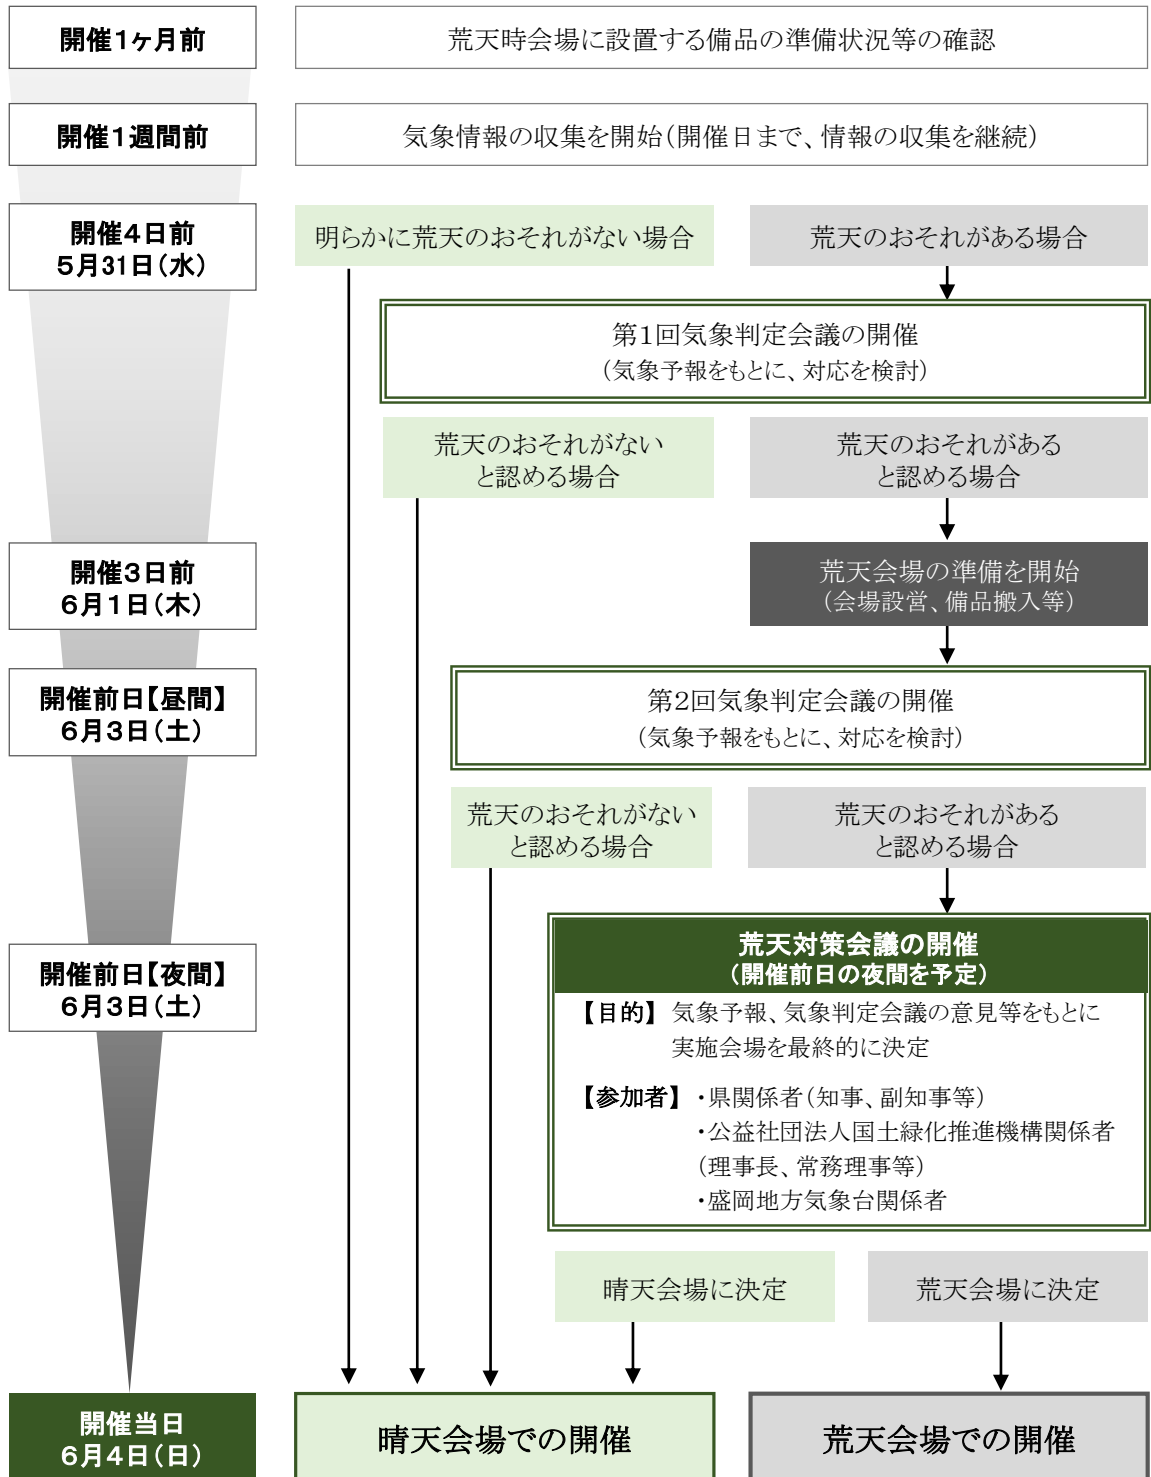 開催1ヶ月前
荒天時会場に設置する備品の準備状況等の確認
開催1週間前
気象情報の収集を開始(開催日まで、情報の収集を継続)
開催4日前
5月31日(水)
明らかに荒天のおそれがない場合
荒天のおそれがある場合
第1回気象判定会議の開催
(気象予報をもとに、対応を検討)
荒天のおそれがない
と認める場合
荒天のおそれがある
と認める場合
開催3日前
6月1日(木)
荒天会場の準備を開始
(会場設営、備品搬入等)
開催前日【昼間】
6月3日(土)
第2回気象判定会議の開催
(気象予報をもとに、対応を検討)
荒天のおそれがない
と認める場合
荒天のおそれがある
と認める場合
開催前日【夜間】
6月3日(土)
荒天対策会議の開催
(開催前日の夜間を予定)
【目的】 気象予報、気象判定会議の意見等をもとに
実施会場を最終的に決定
【参加者】 ・県関係者(知事、副知事等)
・公益社団法人国土緑化推進機構関係者
(理事長、常務理事等)
・盛岡地方気象台関係者
晴天会場に決定
荒天会場に決定
開催当日
6月4日(日)
晴天会場での開催
荒天会場での開催